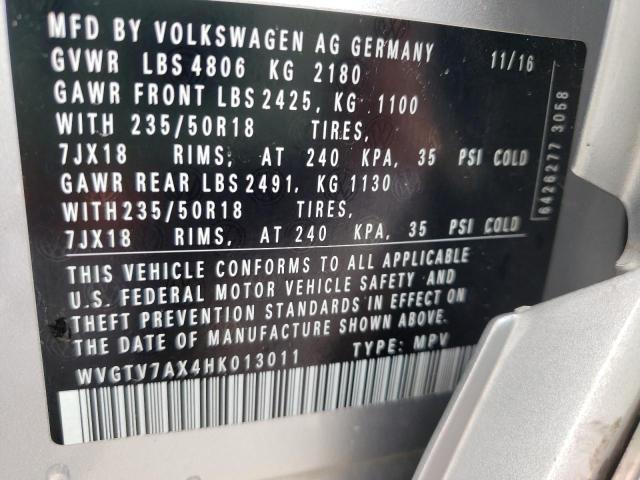 MFD BY VOLKSWAGEN AG GERMANY 11/16
GVWR LBS 4806 KG 2180
GAWR FRONT LBS 2425, KG 1100
WITH 235/50R18 TIRES,
7JX18 RIMS, AT 240 KPA, 35 PSI COLD
GAWR REAR LBS 2491, KG 1130
WITH 235/50R18 TIRES,
7JX18 RIMS, AT 240 KPA, 35 PSI COLD
THIS VEHICLE CONFORMS TO ALL APPLICABLE
U.S. FEDERAL MOTOR VEHICLE SAFETY AND
THEFT PREVENTION STANDARDS IN EFFECT ON
THE DATE OF MANUFACTURE SHOWN ABOVE.
WVGTV7AX4HK013011 TYPE: MPV
6426277 3058